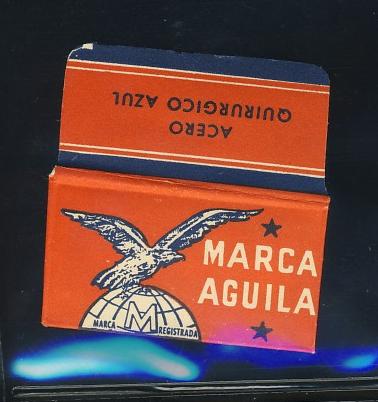 ACERO
QUIRURGICO AZUL
MARCA
AGUILA
M
MARCA REGISTRADA